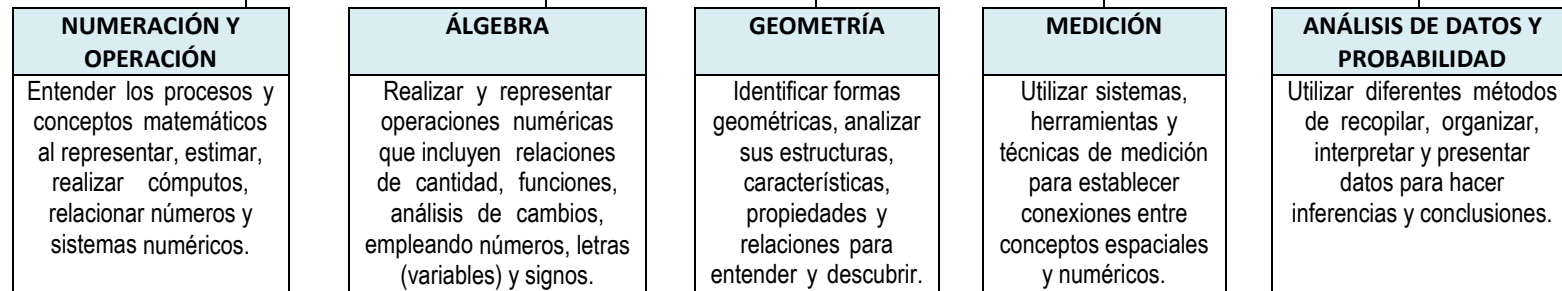 NUMERACIÓN Y
OPERACIÓN
Entender los procesos y
conceptos matemáticos
al representar, estimar,
realizar cómputos,
relacionar números y
sistemas numéricos.
ÁLGEBRA
Realizar y representar
operaciones numéricas
que incluyen relaciones
de cantidad, funciones,
análisis de cambios,
empleando números, letras
(variables) y signos.
GEOMETRÍA
Identificar formas
geométricas, analizar
sus estructuras,
características,
propiedades y
relaciones para
entender y descubrir.
MEDICIÓN
Utilizar sistemas,
herramientas y
técnicas de medición
para establecer
conexiones entre
conceptos espaciales
y numéricos.
ANÁLISIS DE DATOS Y
PROBABILIDAD
Utilizar diferentes métodos
de recopilar, organizar,
interpretar y presentar
datos para hacer
inferencias y conclusiones.